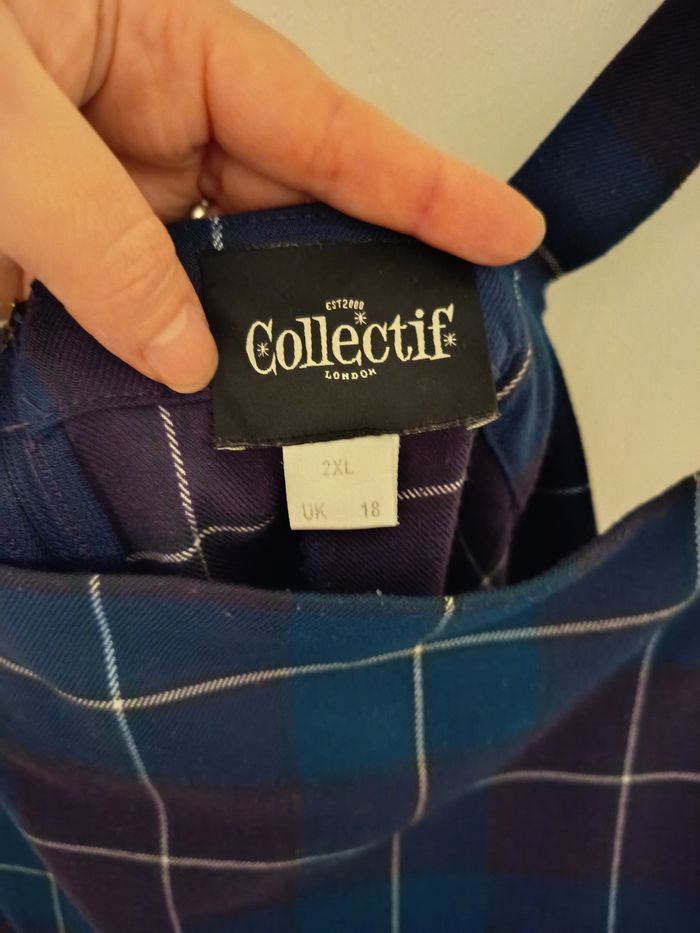 EST2000
Collectif
LONDON
2XL
UK 18